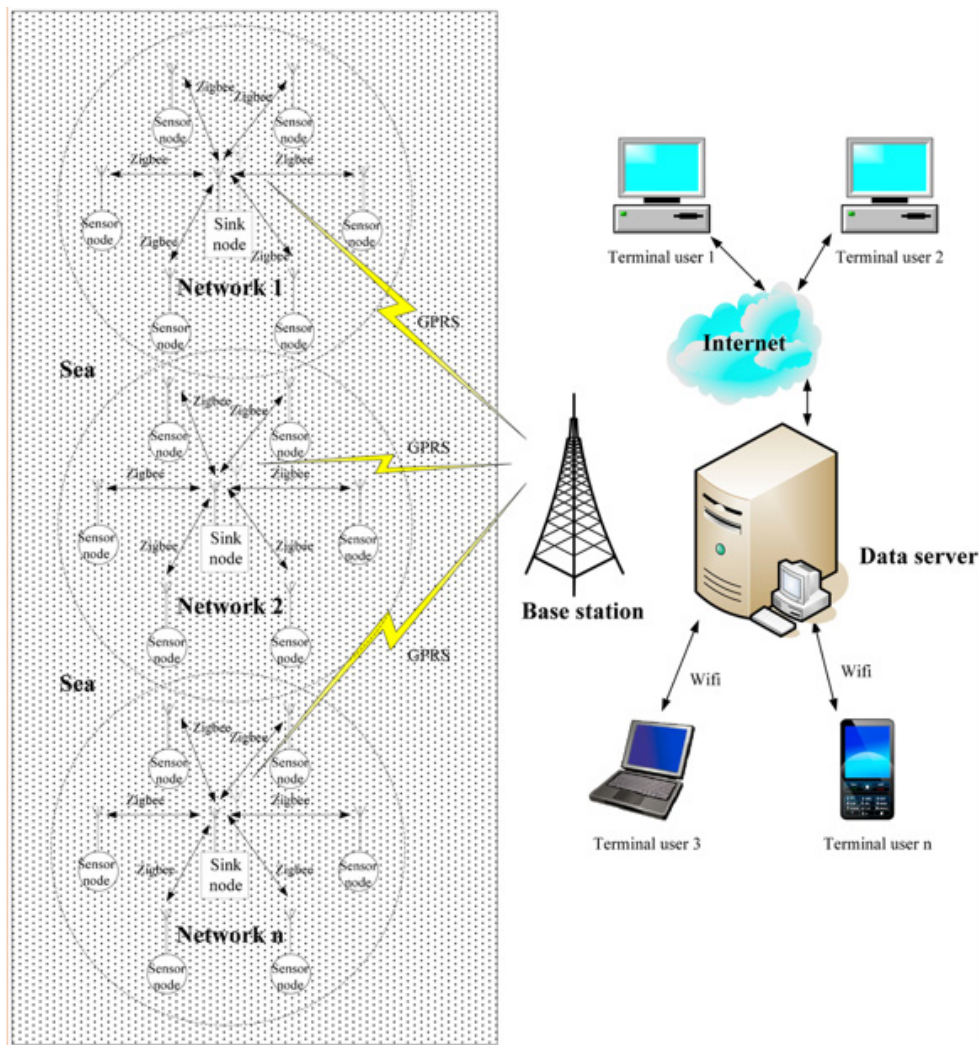 Zigbee
Zigbee
Sensor
node
Sensor
node
Zigbee
Zigbee
Sensor
node
Sink
node
Sensor
node
Zigbee
Zigbee
Network 1
Sensor
node
Sensor
node
GPRS
Sea
Zigbee
Zigbee
Sensor
node
Sensor
node
GPRS
Zigbee
Zigbee
Sensor
node
Sink
node
Sensor
node
Zigbee
Zigbee
Network 2
Sensor
node
Sensor
node
GPRS
Sea
Zigbee
Zigbee
Sensor
node
Sensor
node
Zigbee
Zigbee
Sensor
node
Sink
node
Sensor
node
Zigbee
Zigbee
Network n
Sensor
node
Sensor
node
Base station
Terminal user 1
Terminal user 2
Internet
Data server
Wifi
Wifi
Terminal user 3
Terminal user n